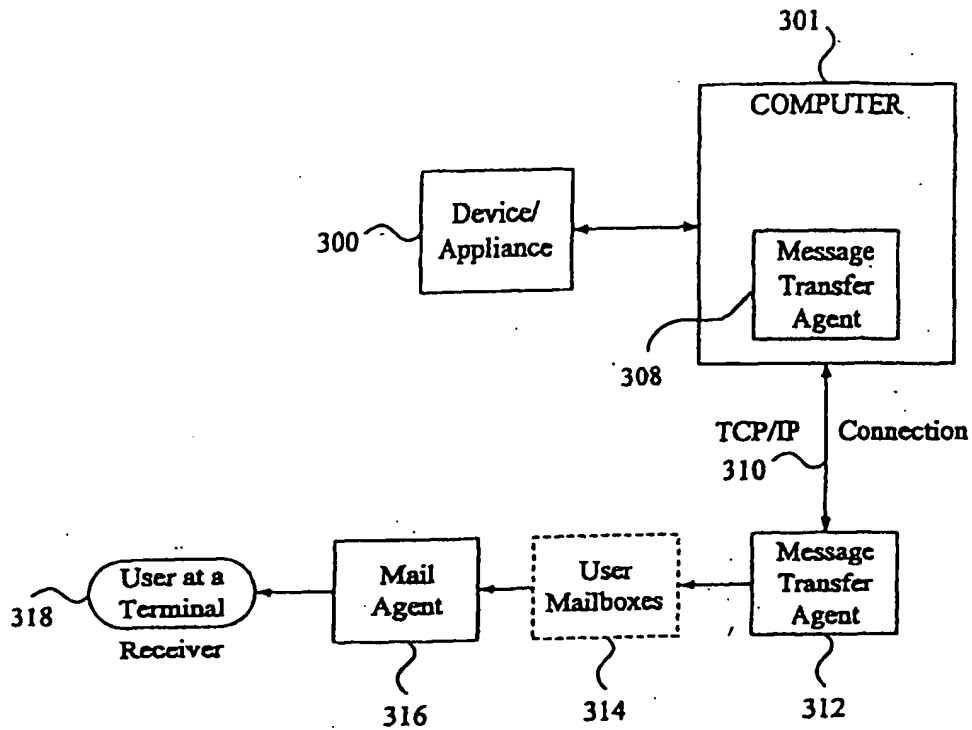 301
COMPUTER
Device/
Appliance
300
Message
Transfer
Agent
308
TCP/IP Connection
310
Message
Transfer
Agent
312
User
Mailboxes
314
Mail
Agent
316
User at a
Terminal
318
Receiver